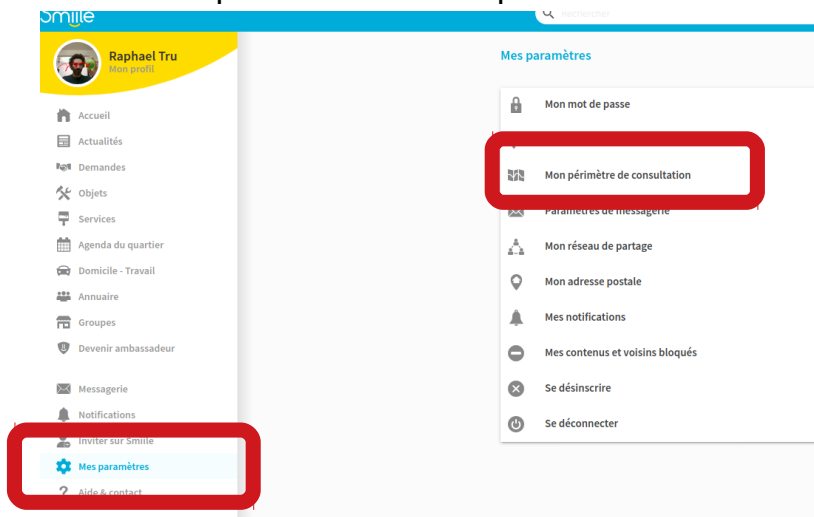 Smiile
Rechercher
Raphael Tru
Mon profil
Accueil
Actualités
Demandes
Objets
Services
Agenda du quartier
Domicile - Travail
Annuaire
Groupes
Devenir ambassadeur
Messagerie
Notifications
Inviter sur Smiile
Mes paramètres
Aide & contact
Mes paramètres
Mon mot de passe
Mon périmètre de consultation
Paramètres de messagerie
Mon réseau de partage
Mon adresse postale
Mes notifications
Mes contenus et voisins bloqués
Se désinscrire
Se déconnecter